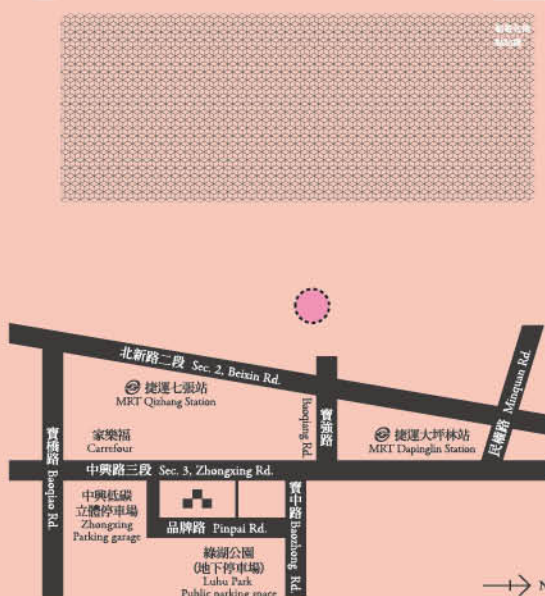 北新路二段 Sec. 2, Beixin Rd.
捷運七張站
MRT Qizhang Station
家樂福
Carrefour
寶橋路 Baoqiao Rd.
Baoqiang Rd.
寶強路
捷運大坪林站
MRT Dapinglin Station
民權路 Minquan Rd.
中興路三段 Sec. 3, Zhongxing Rd.
中興低碳
立體停車場
Zhongxing
Parking garage
品牌路 Pinpai Rd.
寶中路 Baozhong Rd.
綠湖公園
(地下停車場)
Luhu Park
Public parking space
N